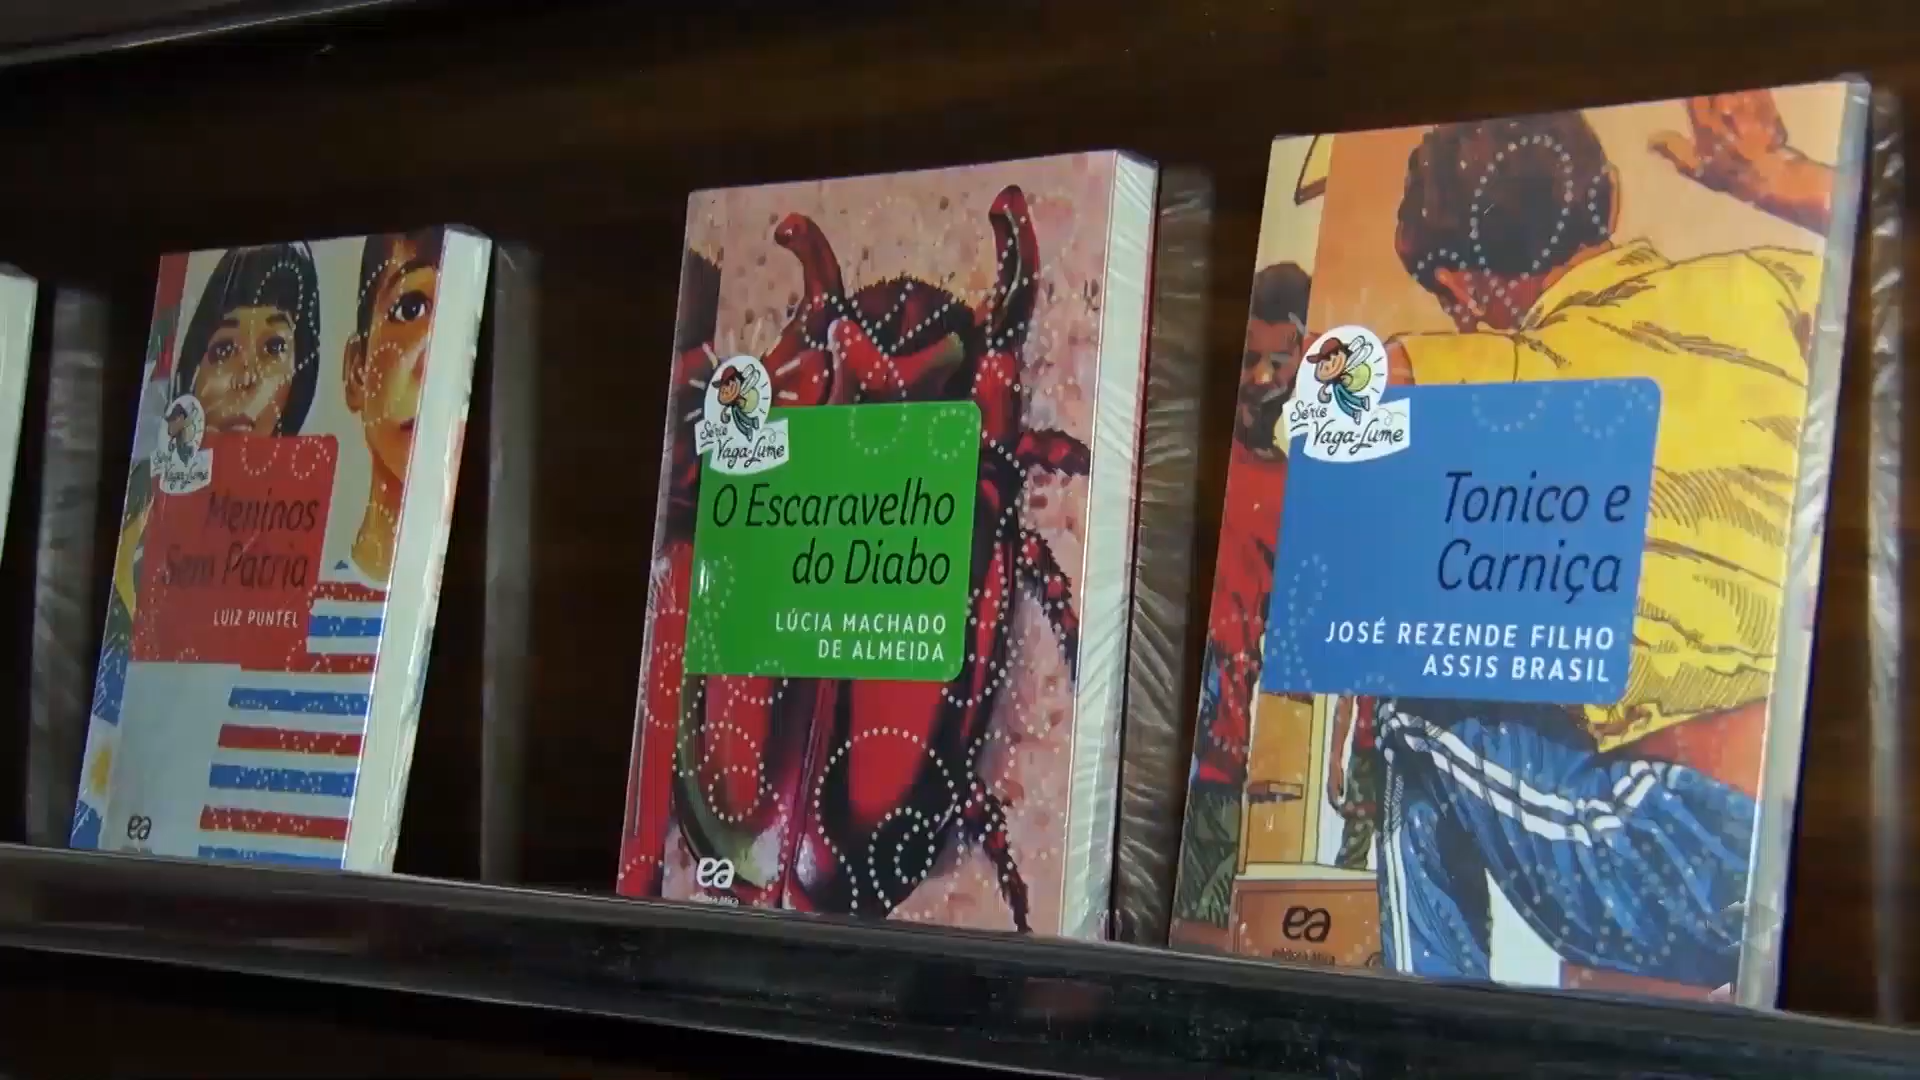 Série
Vaga-Lume
Meninos
Sem Patria
LUIZ PUNTEL
ea
Série
Vaga-Lume
O Escaravelho
do Diabo
LÚCIA MACHADO
DE ALMEIDA
ea
Série
Vaga-Lume
Tonico e
Carniça
JOSÉ REZENDE FILHO
ASSIS BRASIL
ea